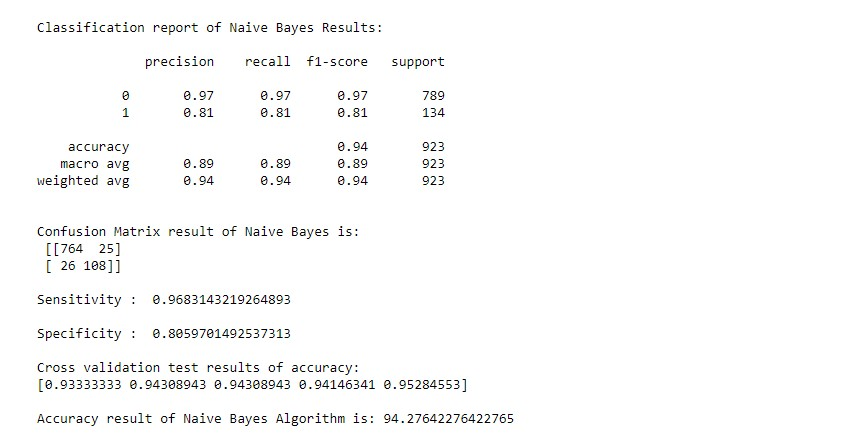 Classification report of Naive Bayes Results:
precision recall f1-score support
0 0.97 0.97 0.97 789
1 0.81 0.81 0.81 134
accuracy 0.94 923
macro avg 0.89 0.89 0.89 923
weighted avg 0.94 0.94 0.94 923
Confusion Matrix result of Naive Bayes is:
[[764 25]
[ 26 108]]
Sensitivity : 0.9683143219264893
Specificity : 0.8059701492537313
Cross validation test results of accuracy:
[0.93333333 0.94308943 0.94308943 0.94146341 0.95284553]
Accuracy result of Naive Bayes Algorithm is: 94.27642276422765